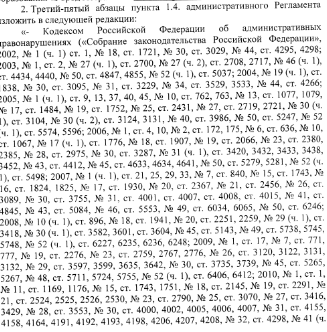 2. Третий-пятый абзацы пункта 1.4. административного Регламента
изложить в следующей редакции:
«- Кодексом Российской Федерации об административных
правонарушениях («Собрание законодательства Российской Федерации»,
2002, № 1 (ч. 1) ст. 1, № 18, ст. 1721, № 30, ст. 3029, № 44, ст. 4295, 4298;
2003, № 1, ст. 2, № 27 (ч. 1), ст. 2700, № 27 (ч. 2), ст. 2708, 2717, № 46 (ч. 1),
ст. 4434, 4440, № 50, ст. 4847, 4855, № 52 (ч. 1), ст. 5037; 2004, № 19 (ч. 1), ст.
1838, № 30, ст. 3095, № 31, ст. 3229, № 34, ст. 3529, 3533, № 44, ст. 4266;
2005, № 1 (ч. 1), ст. 9, 13, 37, 40, 45, № 10, ст. 762, 763, № 13, ст. 1077, 1079,
№ 17, ст. 1484, № 19, ст. 1752, № 25, ст. 2431, № 27, ст. 2719, 2721, № 30 (ч.
1), ст. 3104, № 30 (ч. 2), ст. 3124, 3131, № 40, ст. 3986, № 50, ст. 5247, № 52
(ч. 1), ст. 5574, 5596; 2006, № 1, ст. 4, 10, № 2, ст. 172, 175, № 6, ст. 636, № 10,
ст. 1067, № 17 (ч. 1), ст. 1776, № 18, ст. 1907, № 19, ст. 2066, № 23, ст. 2380,
2385, № 28, ст. 2975, № 30, ст. 3287, № 31 (ч. 1), ст. 3420, 3432, 3433, 3438,
3452, № 43, ст. 4412, № 45, ст. 4633, 4634, 4641, № 50, ст. 5279, 5281, № 52 (ч.
1), ст. 5498; 2007, № 1 (ч. 1), ст. 21, 25, 29, 33, № 7, ст. 840, № 15, ст. 1743, №
16, ст. 1824, 1825, № 17, ст. 1930, № 20, ст. 2367, № 21, ст. 2456, № 26, ст.
3089, № 30, ст. 3755, № 31, ст. 4001, ст. 4007, ст. 4008, ст. 4015, № 41, ст.
4845, № 43, ст. 5084, № 46, ст. 5553, № 49, ст. 6034, 6065, № 50, ст. 6246;
2008, № 10 (ч. 1), ст. 896, № 18, ст. 1941, № 20, ст. 2251, 2259, № 29 (ч. 1), ст.
3418, № 30 (ч. 1), ст. 3582, 3601, 3604, № 45, ст. 5143, № 49, ст. 5738, 5745,
5748, № 52 (ч. 1), ст. 6227, 6235, 6236, 6248; 2009, № 1, ст. 17, № 7, ст. 771,
777, № 19, ст. 2276, № 23, ст. 2759, 2767, 2776, № 26, ст. 3120, 3122, 3131,
3132, № 29, ст. 3597, 3599, 3635, 3642, № 30, ст. 3735, 3739, № 45, ст. 5265,
5267, № 48, ст. 5711, 5724, 5755, № 52 (ч. 1), ст. 6406, 6412; 2010, № 1, ст. 1,
№ 11, ст. 1169, 1176, № 15, ст. 1743, 1751, № 18, ст. 2145, № 19, ст. 2291, №
21, ст. 2524, 2525, 2526, 2530, № 23, ст. 2790, № 25, ст. 3070, № 27, ст. 3416,
3429, № 28, ст. 3553, № 30, ст. 4000, 4002, 4005, 4006, 4007, № 31, ст. 4155,
4158, 4164, 4191, 4192, 4193, 4198, 4206, 4207, 4208, № 32, ст. 4298, № 41 (ч.